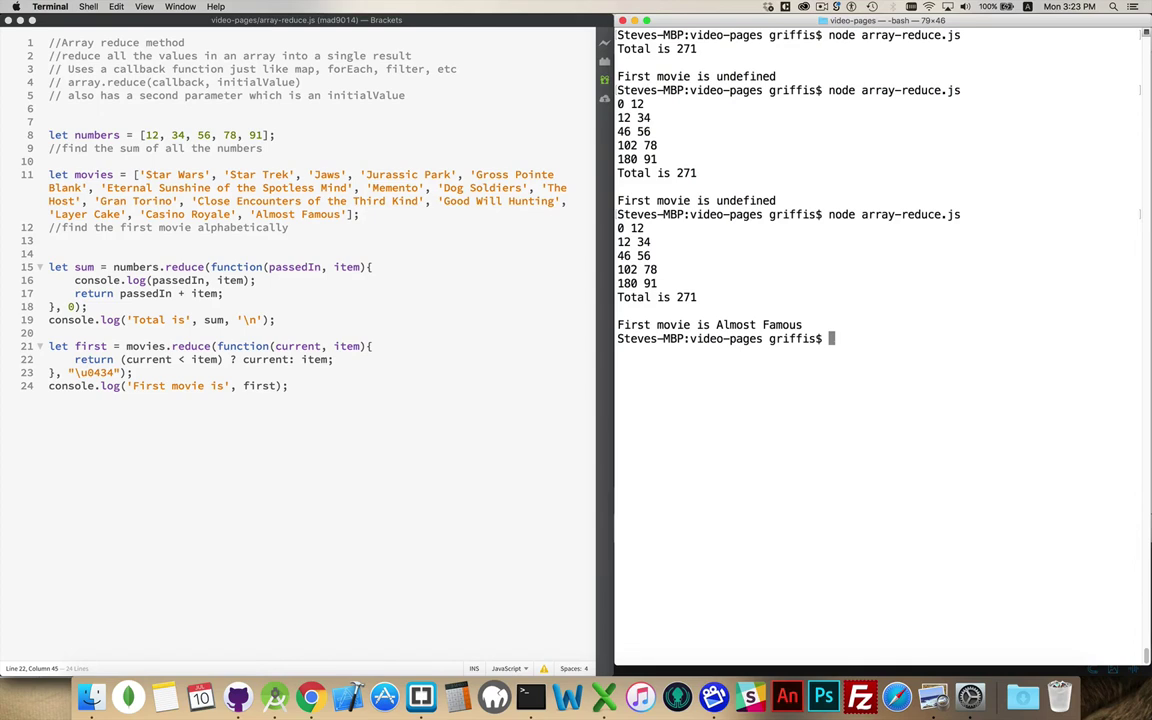 Terminal Shell Edit View Window Help
100% Mon 3:23 PM
video-pages/array-reduce.js (mad9014) — Brackets
1 //Array reduce method
2 //reduce all the values in an array into a single result
3 // Uses a callback function just like map, forEach, filter, etc
4 // array.reduce(callback, initialValue)
5 // also has a second parameter which is an initialValue
6
7
8 let numbers = [12, 34, 56, 78, 91];
9 //find the sum of all the numbers
10
11 let movies = ['Star Wars', 'Star Trek', 'Jaws', 'Jurassic Park', 'Gross Pointe
Blank', 'Eternal Sunshine of the Spotless Mind', 'Memento', 'Dog Soldiers', 'The
Host', 'Gran Torino', 'Close Encounters of the Third Kind', 'Good Will Hunting',
'Layer Cake', 'Casino Royale', 'Almost Famous'];
12 //find the first movie alphabetically
13
14
15 let sum = numbers.reduce(function(passedIn, item){
16 console.log(passedIn, item);
17 return passedIn + item;
18 }, 0);
19 console.log('Total is', sum, '\n');
20
21 let first = movies.reduce(function(current, item){
22 return (current < item) ? current: item;
23 }, "\u0434");
24 console.log('First movie is', first);
Line 22, Column 45 — 24 Lines
INS JavaScript Spaces: 4
video-pages — -bash — 79×46
Steves-MBP:video-pages griffis$ node array-reduce.js
Total is 271
First movie is undefined
Steves-MBP:video-pages griffis$ node array-reduce.js
0 12
12 34
46 56
102 78
180 91
Total is 271
First movie is undefined
Steves-MBP:video-pages griffis$ node array-reduce.js
0 12
12 34
46 56
102 78
180 91
Total is 271
First movie is Almost Famous
Steves-MBP:video-pages griffis$
JUL
10
An
Ps
Fz